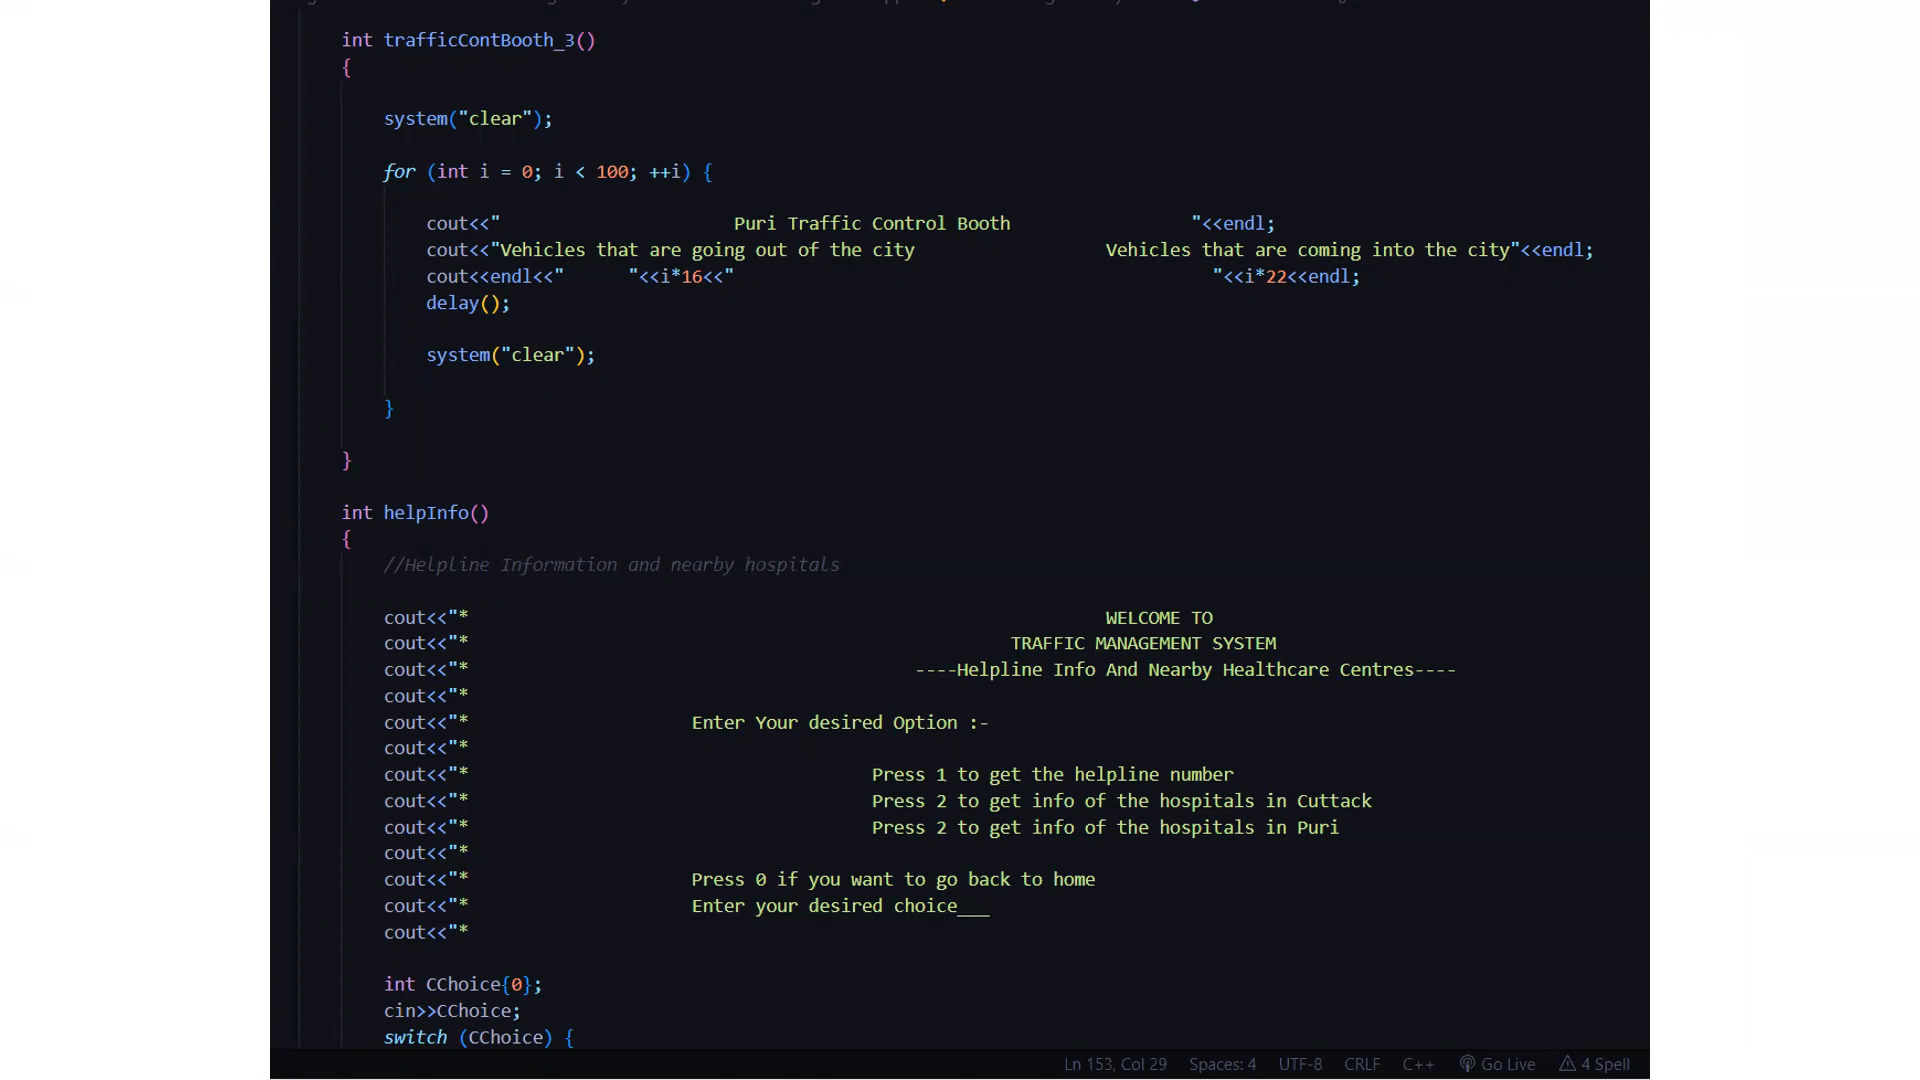 int trafficContBooth_3()
{
system("clear");
for (int i = 0; i < 100; ++i) {
cout<<"                      Puri Traffic Control Booth                 "<<endl;
cout<<"Vehicles that are going out of the city                  Vehicles that are coming into the city"<<endl;
cout<<endl<<"      "<<i*16<<"                                             "<<i*22<<endl;
delay();
system("clear");
}
}
int helpInfo()
{
//Helpline Information and nearby hospitals
cout<<"*                                                            WELCOME TO
cout<<"*                                                   TRAFFIC MANAGEMENT SYSTEM
cout<<"*                                          ----Helpline Info And Nearby Healthcare Centres----
cout<<"*
cout<<"*                     Enter Your desired Option :-
cout<<"*
cout<<"*                                      Press 1 to get the helpline number
cout<<"*                                      Press 2 to get info of the hospitals in Cuttack
cout<<"*                                      Press 2 to get info of the hospitals in Puri
cout<<"*
cout<<"*                     Press 0 if you want to go back to home
cout<<"*                     Enter your desired choice___
cout<<"*
int CChoice{0};
cin>>CChoice;
switch (CChoice) {
Ln 153, Col 29 Spaces: 4 UTF-8 CRLF C++ Go Live 4 Spell